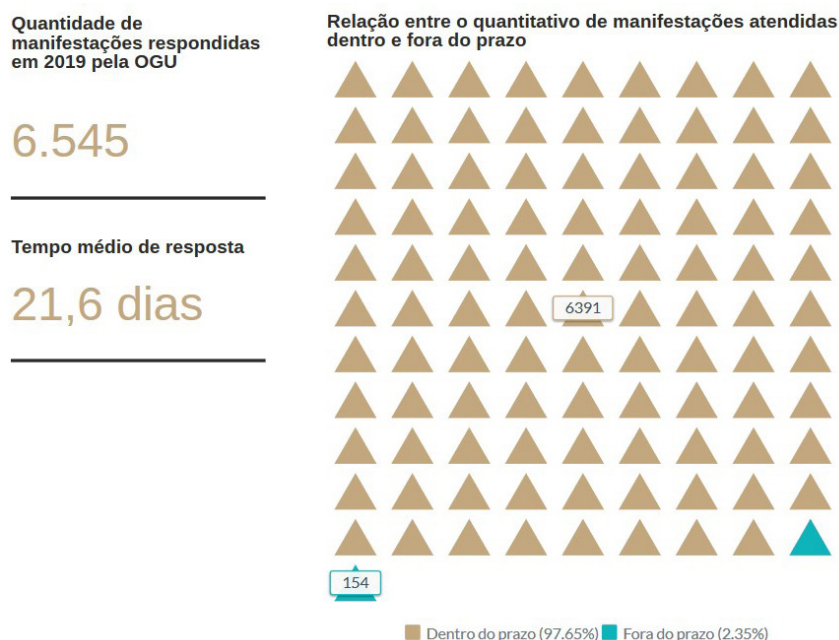 Quantidade de
manifestações respondidas
em 2019 pela OGU
6.545
Tempo médio de resposta
21,6 dias
Relação entre o quantitativo de manifestações atendidas
dentro e fora do prazo
6391
154
Dentro do prazo (97.65%) Fora do prazo (2.35%)